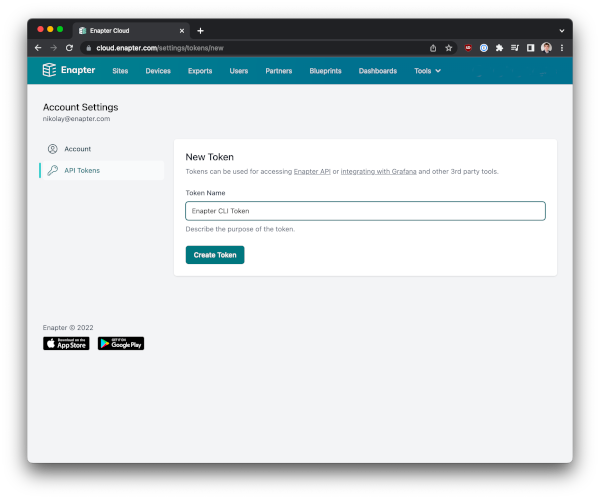 Enapter Cloud
cloud.enapter.com/settings/tokens/new
Enapter Sites Devices Exports Users Partners Blueprints Dashboards Tools
Account Settings
nikolay@enapter.com
Account
API Tokens
New Token
Tokens can be used for accessing Enapter API or integrating with Grafana and other 3rd party tools.
Token Name
Enapter CLI Token
Describe the purpose of the token.
Create Token
Enapter © 2022
Download on the
App Store
GET IT ON
Google Play